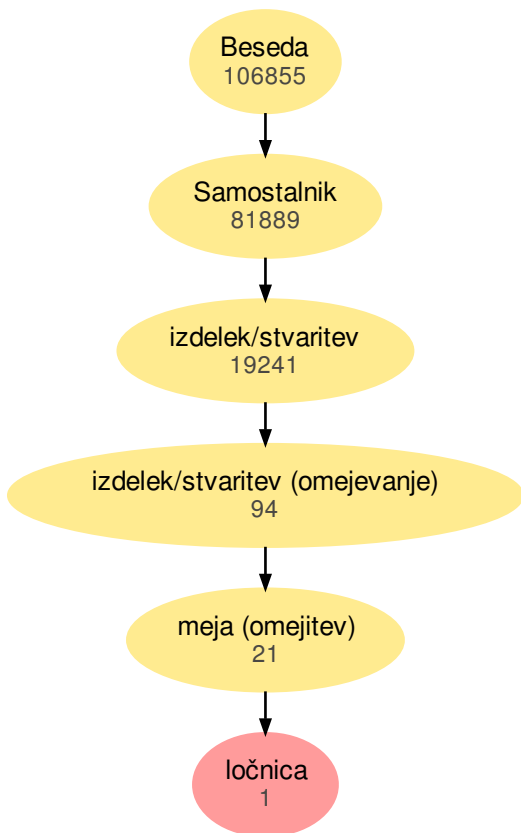 Beseda
106855
Samostalnik
81889
izdelek/stvaritev
19241
izdelek/stvaritev (omejevanje)
94
meja (omejitev)
21
ločnica
1